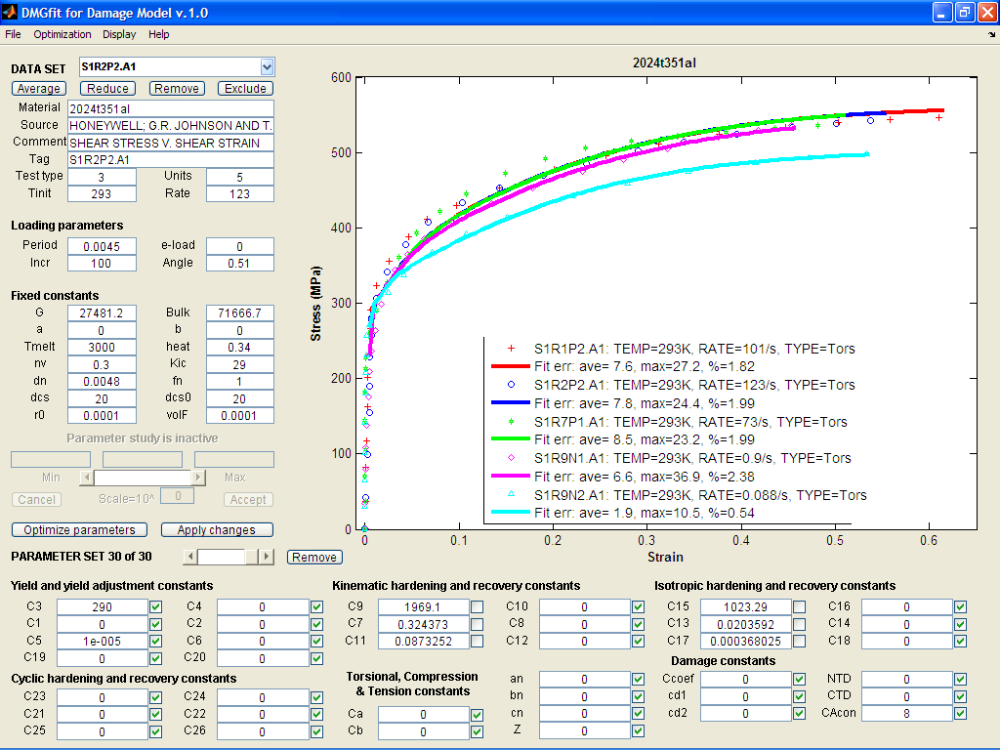 DMGfit for Damage Model v.1.0
File Optimization Display Help
DATA SET S1R2P2.A1
Average Reduce Remove Exclude
Material 2024t351al
Source HONEYWELL; G.R. JOHNSON AND T.
Comment SHEAR STRESS V. SHEAR STRAIN
Tag S1R2P2.A1
Test type 3 Units 5
Tinit 293 Rate 123
Loading parameters
Period 0.0045 e-load 0
Incr 100 Angle 0.51
Fixed constants
G 27481.2 Bulk 71666.7
a 0 b 0
Tmelt 3000 heat 0.34
nv 0.3 Kic 29
dn 0.0048 fn 1
dcs 20 dcs0 20
r0 0.0001 volF 0.0001
Parameter study is inactive
Min Max
Cancel Scale=10^ 0 Accept
Optimize parameters Apply changes
PARAMETER SET 30 of 30 Remove
2024t351al
600
500
400
300
200
100
0
Stress (MPa)
0 0.1 0.2 0.3 0.4 0.5 0.6
Strain
S1R1P2.A1: TEMP=293K, RATE=101/s, TYPE=Tors
Fit err: ave= 7.6, max=27.2, %=1.82
S1R2P2.A1: TEMP=293K, RATE=123/s, TYPE=Tors
Fit err: ave= 7.8, max=24.4, %=1.99
S1R7P1.A1: TEMP=293K, RATE=73/s, TYPE=Tors
Fit err: ave= 8.5, max=23.2, %=1.99
S1R9N1.A1: TEMP=293K, RATE=0.9/s, TYPE=Tors
Fit err: ave= 6.6, max=36.9, %=2.38
S1R9N2.A1: TEMP=293K, RATE=0.088/s, TYPE=Tors
Fit err: ave= 1.9, max=10.5, %=0.54
Yield and yield adjustment constants
C3 290 C4 0
C1 0 C2 0
C5 1e-005 C6 0
C19 0 C20 0
Cyclic hardening and recovery constants
C23 0 C24 0
C21 0 C22 0
C25 0 C26 0
Kinematic hardening and recovery constants
C9 1969.1 C10 0
C7 0.324373 C8 0
C11 0.0873252 C12 0
Torsional, Compression
& Tension constants
Ca 0
Cb 0
an 0
bn 0
cn 0
Z 0
Isotropic hardening and recovery constants
C15 1023.29 C16 0
C13 0.0203592 C14 0
C17 0.000368025 C18 0
Damage constants
Ccoef 0 NTD 0
cd1 0 CTD 0
cd2 0 CAcon 8